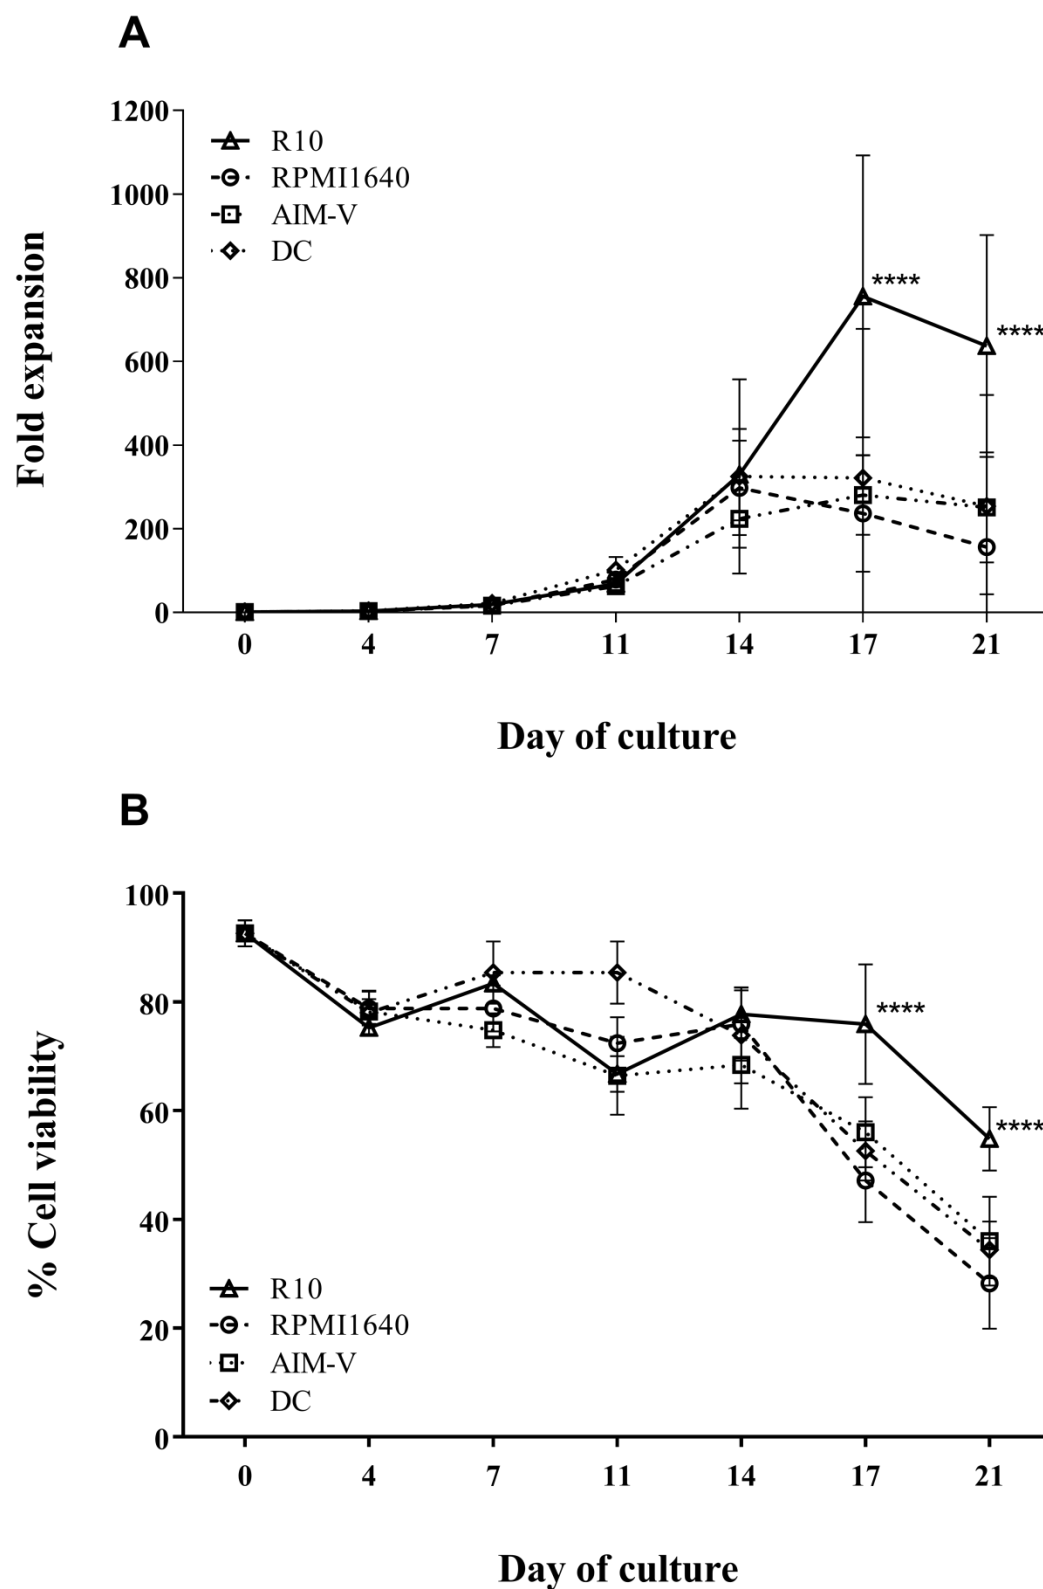 A
Fold expansion
1200
1000
800
600
400
200
0
R10
RPMI1640
AIM-V
DC
****
****
0 4 7 11 14 17 21
Day of culture
B
% Cell viability
100
80
60
40
20
0
****
****
R10
RPMI1640
AIM-V
DC
0 4 7 11 14 17 21
Day of culture